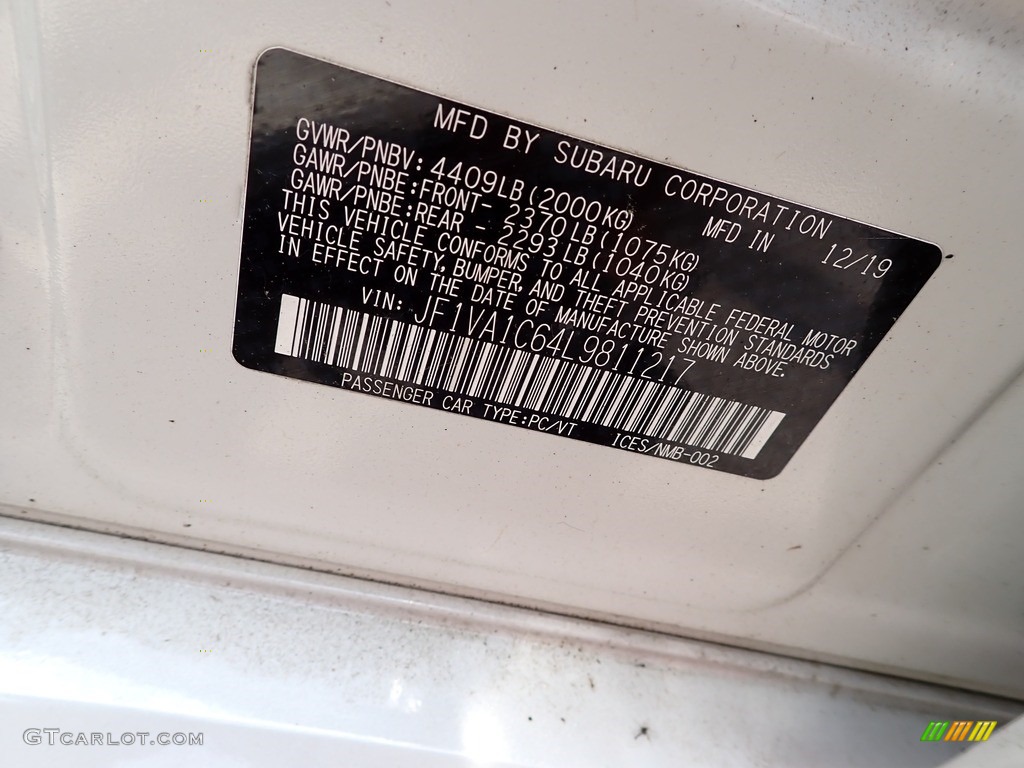 MFD BY SUBARU CORPORATION
GVWR/PNBV: 4409LB(2000KG) MFD IN 12/19
GAWR/PNBE:FRONT- 2370LB(1075KG)
GAWR/PNBE:REAR - 2293LB(1040KG)
THIS VEHICLE CONFORMS TO ALL APPLICABLE FEDERAL MOTOR
VEHICLE SAFETY, BUMPER, AND THEFT PREVENTION STANDARDS
IN EFFECT ON THE DATE OF MANUFACTURE SHOWN ABOVE.
VIN: JF1VA1C64L9811217
PASSENGER CAR TYPE:PC/VT ICES/NMB-002
GTCARLOT.COM